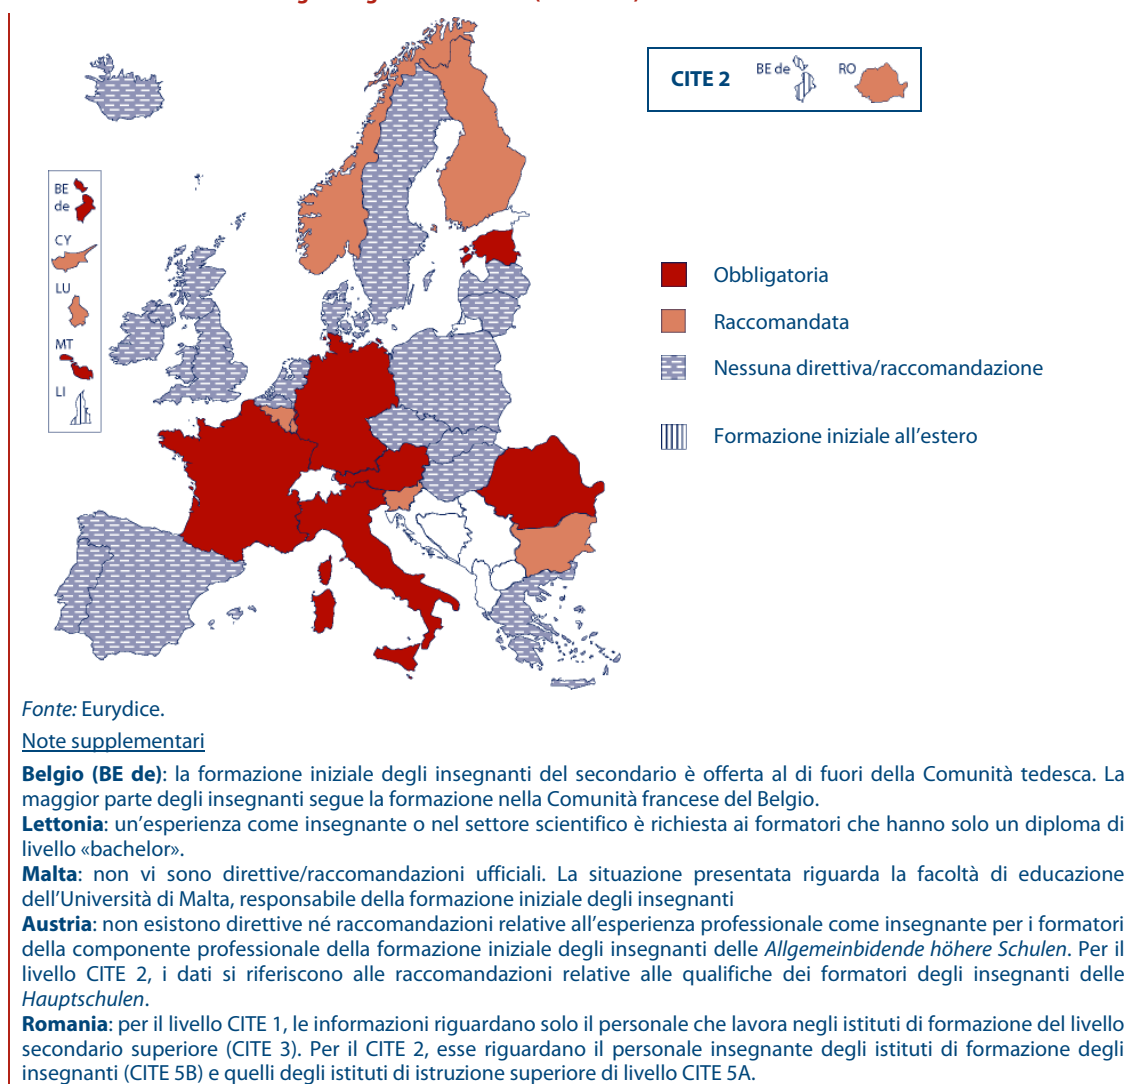 CITE 2
BE de
RO
BE
de
CY
LU
MT
LI
Obbligatoria
Raccomandata
Nessuna direttiva/raccomandazione
Formazione iniziale all’estero
Fonte: Eurydice.
Note supplementari
Belgio (BE de): la formazione iniziale degli insegnanti del secondario è offerta al di fuori della Comunità tedesca. La
maggior parte degli insegnanti segue la formazione nella Comunità francese del Belgio.
Lettonia: un’esperienza come insegnante o nel settore scientifico è richiesta ai formatori che hanno solo un diploma di
livello «bachelor».
Malta: non vi sono direttive/raccomandazioni ufficiali. La situazione presentata riguarda la facoltà di educazione
dell’Università di Malta, responsabile della formazione iniziale degli insegnanti
Austria: non esistono direttive né raccomandazioni relative all’esperienza professionale come insegnante per i formatori
della componente professionale della formazione iniziale degli insegnanti delle Allgemeinbidende höhere Schulen. Per il
livello CITE 2, i dati si riferiscono alle raccomandazioni relative alle qualifiche dei formatori degli insegnanti delle
Hauptschulen.
Romania: per il livello CITE 1, le informazioni riguardano solo il personale che lavora negli istituti di formazione del livello
secondario superiore (CITE 3). Per il CITE 2, esse riguardano il personale insegnante degli istituti di formazione degli
insegnanti (CITE 5B) e quelli degli istituti di istruzione superiore di livello CITE 5A.